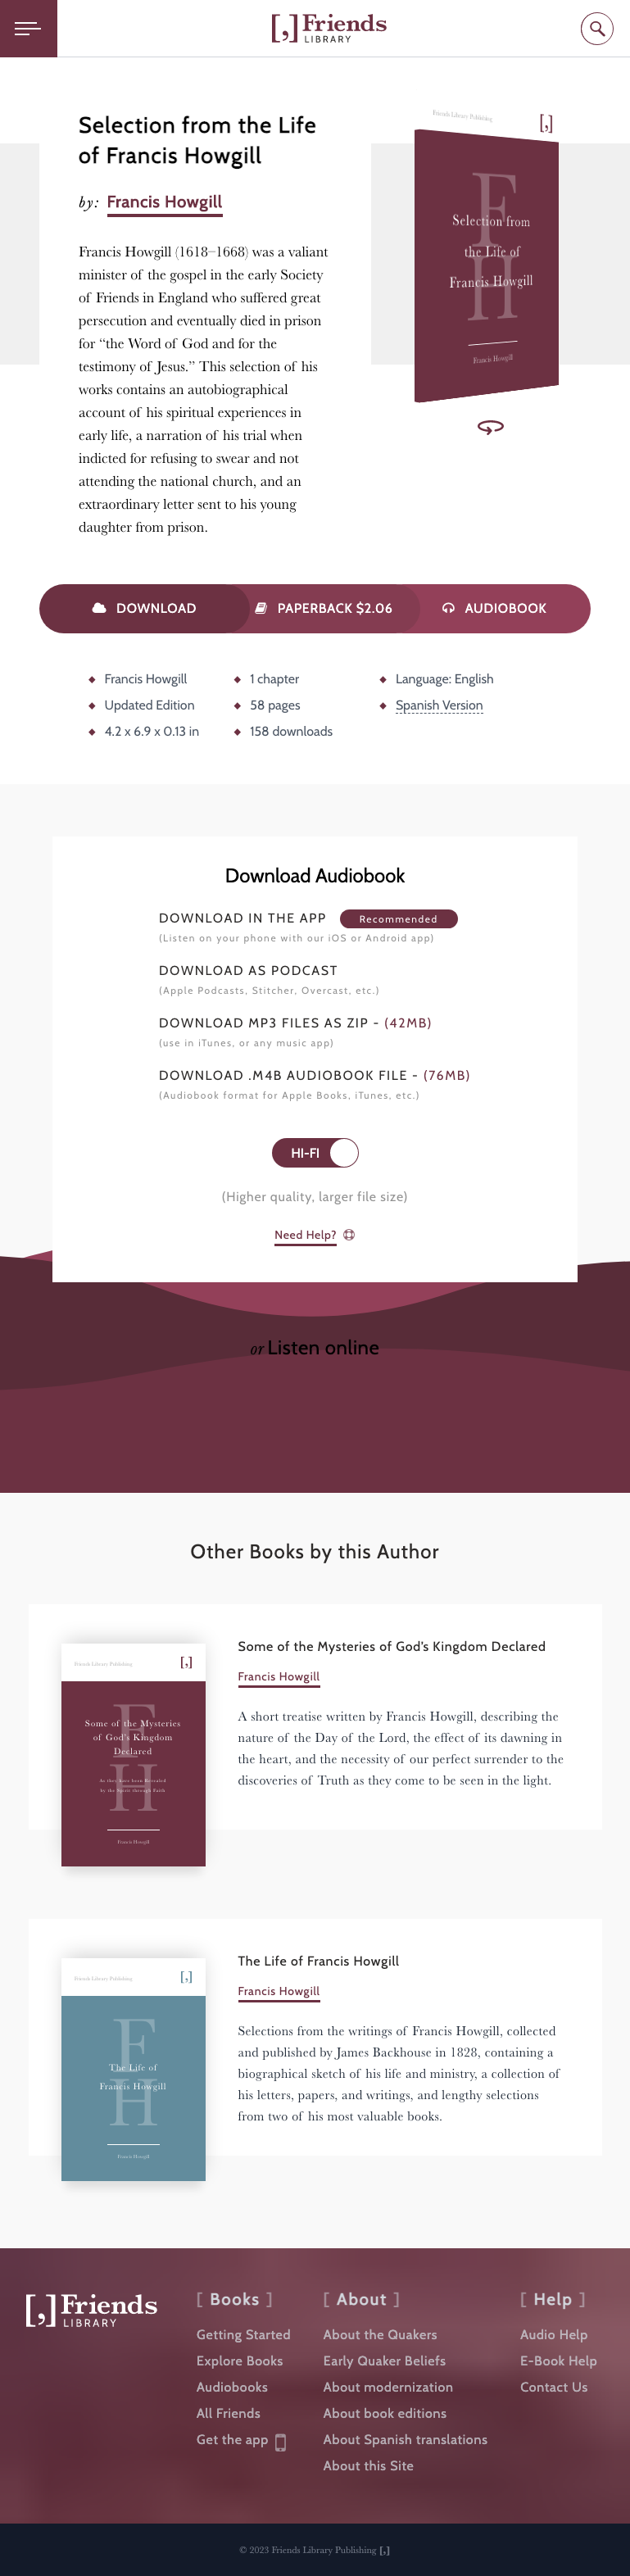 [,] Friends
LIBRARY
Selection from the Life
of Francis Howgill
by: Francis Howgill
Francis Howgill (1618–1668) was a valiant
minister of the gospel in the early Society
of Friends in England who suffered great
persecution and eventually died in prison
for “the Word of God and for the
testimony of Jesus.” This selection of his
works contains an autobiographical
account of his spiritual experiences in
early life, a narration of his trial when
indicted for refusing to swear and not
attending the national church, and an
extraordinary letter sent to his young
daughter from prison.
Friends Library Publishing [,]
F
H
Selection from
the Life of
Francis Howgill
Francis Howgill
DOWNLOAD PAPERBACK $2.06 AUDIOBOOK
Francis Howgill 1 chapter Language: English
Updated Edition 58 pages Spanish Version
4.2 x 6.9 x 0.13 in 158 downloads
Download Audiobook
DOWNLOAD IN THE APP Recommended
(Listen on your phone with our iOS or Android app)
DOWNLOAD AS PODCAST
(Apple Podcasts, Stitcher, Overcast, etc.)
DOWNLOAD MP3 FILES AS ZIP - (42MB)
(use in iTunes, or any music app)
DOWNLOAD .M4B AUDIOBOOK FILE - (76MB)
(Audiobook format for Apple Books, iTunes, etc.)
HI-FI
(Higher quality, larger file size)
Need Help?
or Listen online
Other Books by this Author
Friends Library Publishing [,]
F
H
Some of the Mysteries
of God’s Kingdom
Declared
As they have been Revealed
by the Spirit through Faith
Francis Howgill
Some of the Mysteries of God’s Kingdom Declared
Francis Howgill
A short treatise written by Francis Howgill, describing the
nature of the Day of the Lord, the effect of its dawning in
the heart, and the necessity of our perfect surrender to the
discoveries of Truth as they come to be seen in the light.
Friends Library Publishing [,]
F
H
The Life of
Francis Howgill
Francis Howgill
The Life of Francis Howgill
Francis Howgill
Selections from the writings of Francis Howgill, collected
and published by James Backhouse in 1828, containing a
biographical sketch of his life and ministry, a collection of
his letters, papers, and writings, and lengthy selections
from two of his most valuable books.
[,] Friends
LIBRARY
[ Books ]
Getting Started
Explore Books
Audiobooks
All Friends
Get the app
[ About ]
About the Quakers
Early Quaker Beliefs
About modernization
About book editions
About Spanish translations
About this Site
[ Help ]
Audio Help
E-Book Help
Contact Us
© 2023 Friends Library Publishing [,]